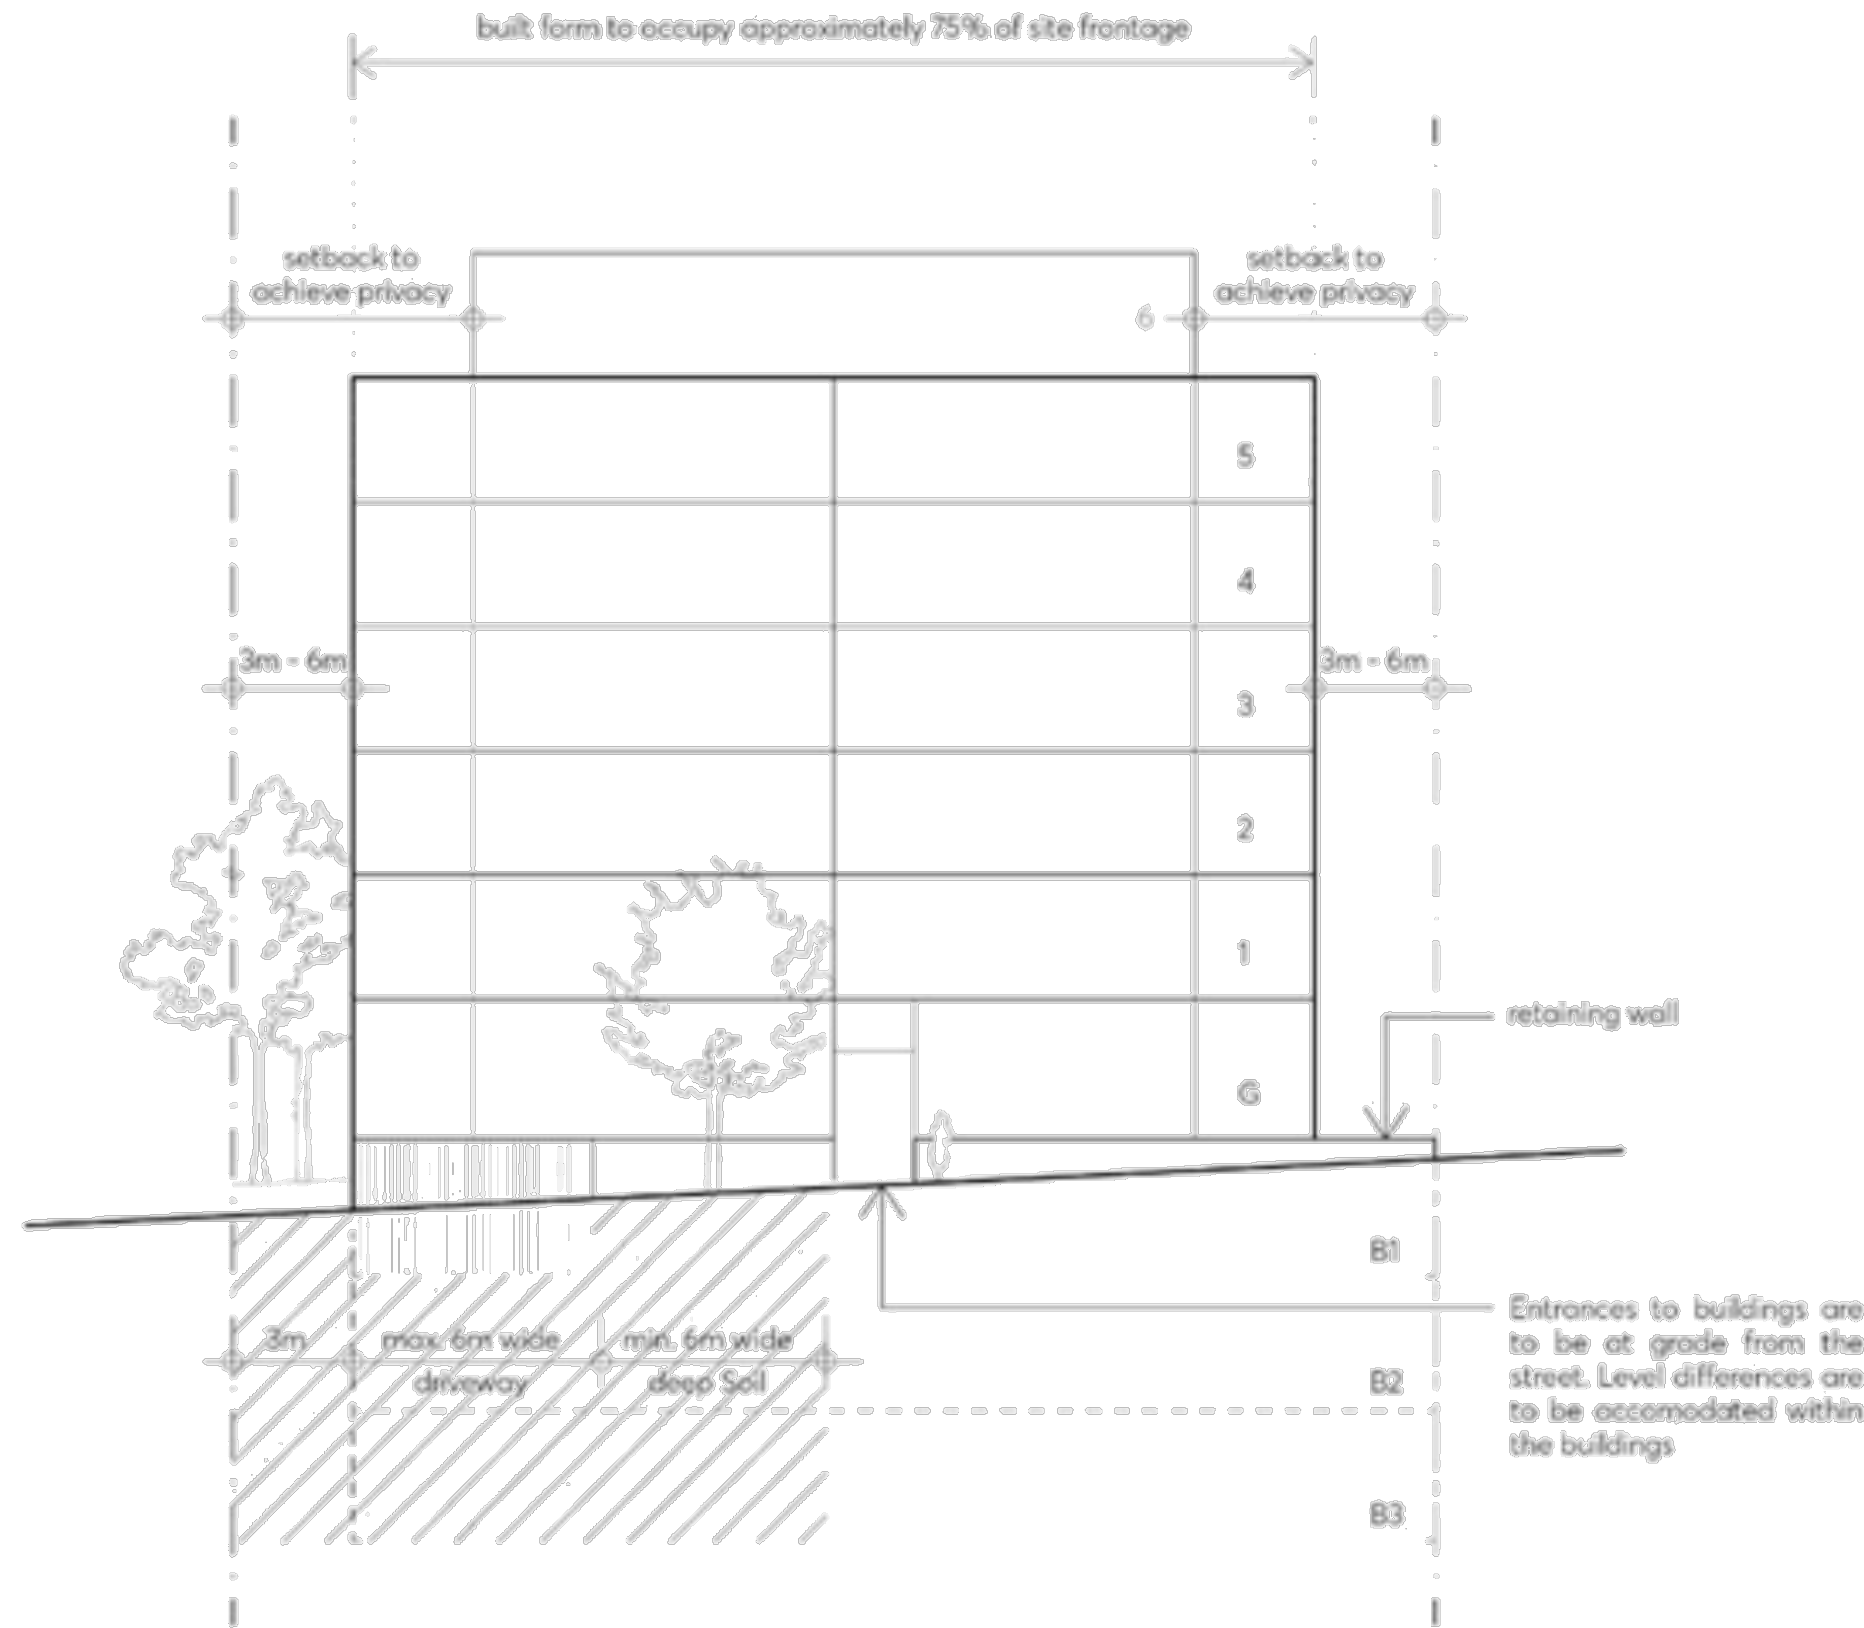 built form to occupy approximately 75% of site frontage
setback to
achieve privacy
setback to
achieve privacy
6
5
4
3m - 6m
3m - 6m
3
2
1
retaining wall
G
B1
Entrances to buildings are
to be at grade from the
street. Level differences are
to be accomodated within
the buildings
3m
max. 6m wide
driveway
min. 6m wide
deep Soil
B2
B3